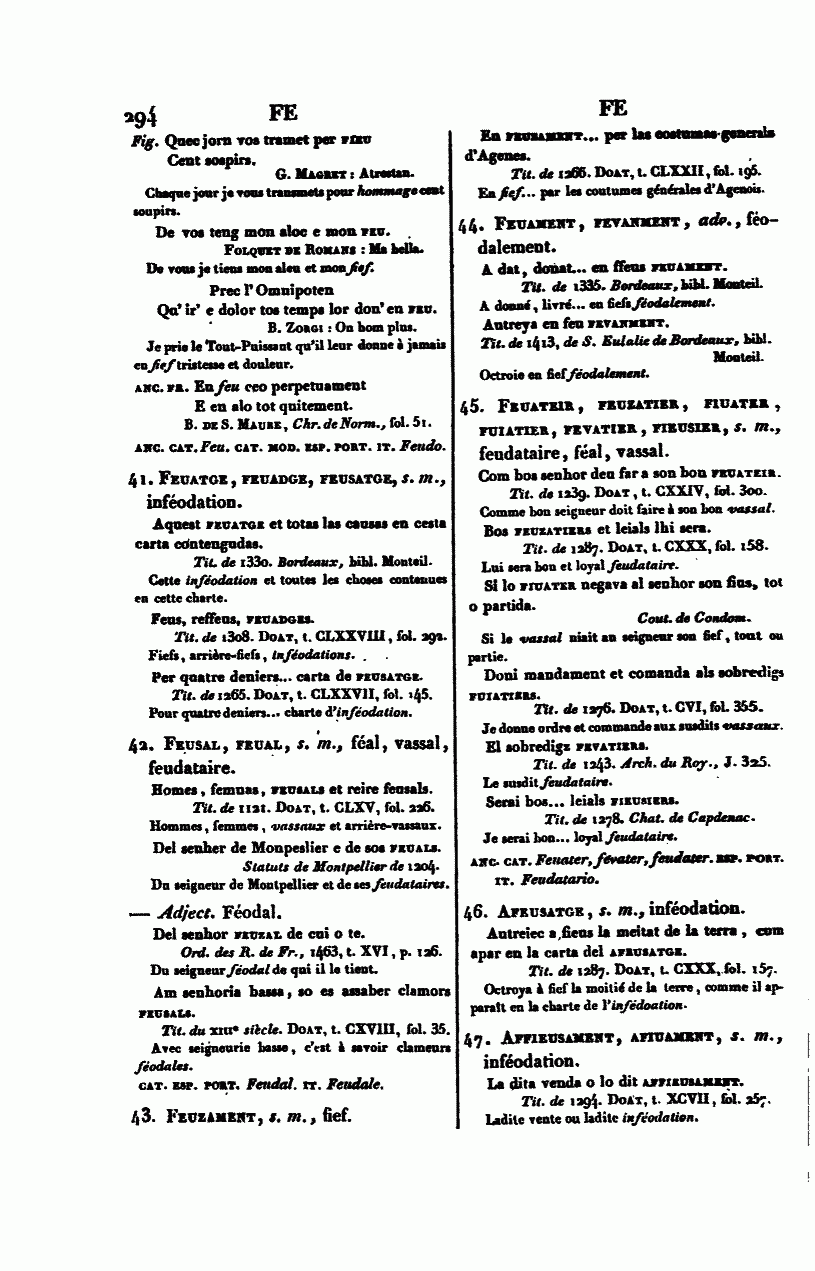 294 FE
Fig. Quec jorn vos tramet per FIEU
Cent sospirs.
G. MAGRET : Atrestan.
Chaque jour je vous transmets pour hommage cent
soupirs.
De vos teng mon aloc e mon FEU.
FOLQUET DE ROMANS : Ma bella.
De vous je tiens mon aleu et mon fief.
Prec l' Omnipoten
Qu' ir' e dolor tos temps lor don' en FEU.
B. ZORGI : On hom plus.
Je prie le Tout-Puissant qu'il leur donne à jamais
en fief tristesse et douleur.
ANC. FR. En feu ceo perpetuament
E en alo tot quitement.
B. DE S. MAURE, Chr. de Norm., fol. 51.
ANC. CAT. Feu. CAT. MOD. ESP. PORT. IT. Feudo.
41. FEUATGE, FEUADGE, FEUSATGE, s. m.,
inféodation.
Aquest FEUATGE et totas las causas en cesta
carta contengudas.
Tit. de 1330. Bordeaux, bibl. Monteil.
Cette inféodation et toutes les choses contenues
en cette charte.
Feus, reffeus, FEUADGES.
Tit. de 1308. DOAT, t. CLXXVIII, fol. 292.
Fiefs, arrière-fiefs, inféodations.
Per quatre deniers... carta de FEUSATGE.
Tit. de 1265. DOAT, t. CLXXVII, fol. 145.
Pour quatre deniers... charte d'inféodation.
42. FEUSAL, FEUAL, s. m., féal, vassal,
feudataire.
Homes, femnas, FEUSALS et reire feusals.
Tit. de 1121. DOAT, t. CLXV, fol. 226.
Hommes, femmes, vassaux et arrière-vassaux.
Del senher de Monpeslier e de sos FEUALS.
Statuts de Montpellier de 1204.
Du seigneur de Montpellier et de ses feudataires.
— Adject. Féodal.
Del senhor FEUZAL de cui o te.
Ord. des R. de Fr., 1463, t. XVI, p. 126.
Du seigneur féodal de qui il le tient.
Am senhoria bassa, so es assaber clamors
FEUSALS.
Tit. du XIIIe siècle. DOAT, t. CXVIII, fol. 35.
Avec seigneurie basse, c'est à savoir clameurs
féodales.
CAT. ESP. PORT. Feudal. IT. Feudale.
43. FEUZAMENT, s. m., fief.
FE
En FEUZAMENT... per las costumas generals
d'Agenes.
Tit. de 1266. DOAT, t. CLXXII, fol. 195.
En fief... par les coutumes générales d'Agenois.
44. FEUAMENT, FEVANMENT, adv., féo-
dalement.
A dat, donat... en ffeus FEUAMENT.
Tit. de 1335. Bordeaux, bibl. Monteil.
A donné, livré... en fiefs féodalement.
Autreya en feu FEVANMENT.
Tit. de 1413, de S. Eulalie de Bordeaux, bibl.
Monteil.
Octroie en fief féodalement.
45. FEUATEIR, FEUZATIER, FIUATER,
FUIATIER, FEVATIER, FIEUSIER, s. m.,
feudataire, féal, vassal.
Com bos senhor deu far a son bon FEUATEIR.
Tit. de 1239. DOAT, t. CXXIV, fol. 300.
Comme bon seigneur doit faire à son bon vassal.
Bos FEUZATIERS et leials lhi sera.
Tit. de 1287. DOAT, t. CXXX, fol. 158.
Lui sera bon et loyal feudataire.
Si lo FIUATER negava al senhor son fius, tot
o partida.
Cout. de Condom.
Si le vassal niait au seigneur son fief, tout ou
partie.
Doni mandament et comanda als sobredigs
FUIATIERS.
Tit. de 1276. DOAT, t. CVI, fol. 355.
Je donne ordre et commande aux susdits vassaux.
El sobredigz FEVATIERS.
Tit. de 1243. Arch. du Roy., J. 325.
Le susdit feudataire.
Serai bos... leials FIEUSIERS.
Tit. de 1278. Chat. de Capdenac.
Je serai bon... loyal feudataire.
ANC. CAT. Feuater, févater, feudater. ESP. PORT.
IT. Feudatario.
46. AFEUSATGE, s. m., inféodation.
Autreiec a fieus la meitat de la terra, cum
apar en la carta del AFEUSATGE.
Tit. de 1287. DOAT, t. CXXX, fol. 157.
Octroya à fief la moitié de la terre, comme il ap-
paraît en la charte de l'infédoation.
47. AFFIEUSAMENT, AFIUAMENT, s. m.,
inféodation.
La dita venda o lo dit AFFIEUSAMENT.
Tit. de 1294. DOAT, t. XCVII, fol. 257.
Ladite vente ou ladite inféodation.